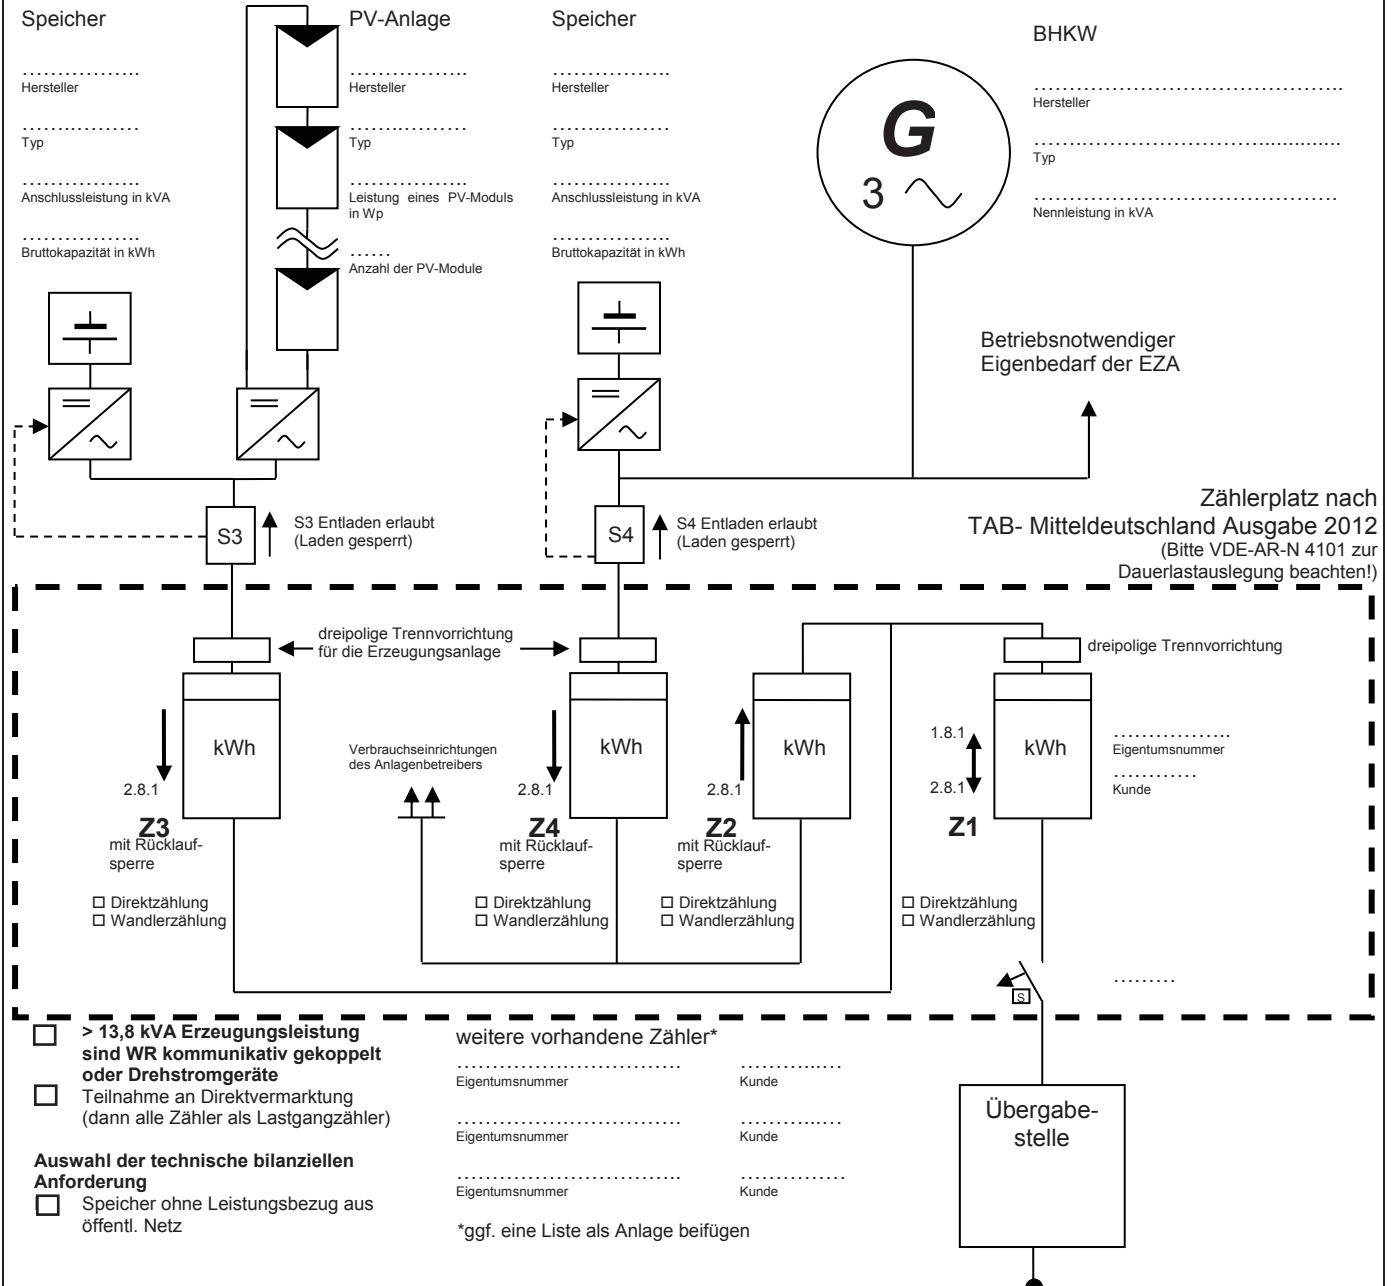 Speicher
……………..
Hersteller
……………..
Typ
……………..
Anschlussleistung in kVA
……………..
Bruttokapazität in kWh
PV-Anlage
……………..
Hersteller
……………..
Typ
……………..
Leistung eines PV-Moduls
in Wp
……
Anzahl der PV-Module
Speicher
……………..
Hersteller
……………..
Typ
……………..
Anschlussleistung in kVA
……………..
Bruttokapazität in kWh
G
3
BHKW
……………………………………..
Hersteller
……………………………………..
Typ
……………………………………..
Nennleistung in kVA
Betriebsnotwendiger
Eigenbedarf der EZA
S3
S3 Entladen erlaubt
(Laden gesperrt)
S4
S4 Entladen erlaubt
(Laden gesperrt)
Zählerplatz nach
TAB- Mitteldeutschland Ausgabe 2012
(Bitte VDE-AR-N 4101 zur
Dauerlastauslegung beachten!)
dreipolige Trennvorrichtung
für die Erzeugungsanlage
dreipolige Trennvorrichtung
kWh
2.8.1
Z3
mit Rücklauf-
sperre
Direktzählung
Wandlerzählung
Verbrauchseinrichtungen
des Anlagenbetreibers
kWh
2.8.1
Z4
mit Rücklauf-
sperre
Direktzählung
Wandlerzählung
kWh
2.8.1
Z2
mit Rücklauf-
sperre
Direktzählung
Wandlerzählung
kWh
1.8.1
2.8.1
Z1
Direktzählung
Wandlerzählung
……………..
Eigentumsnummer
…………
Kunde
S
………
> 13,8 kVA Erzeugungsleistung
sind WR kommunikativ gekoppelt
oder Drehstromgeräte
Teilnahme an Direktvermarktung
(dann alle Zähler als Lastgangzähler)
Auswahl der technische bilanziellen
Anforderung
Speicher ohne Leistungsbezug aus
öffentl. Netz
weitere vorhandene Zähler*
………………………….. …………..
Eigentumsnummer Kunde
………………………….. …………..
Eigentumsnummer Kunde
………………………….. …………..
Eigentumsnummer Kunde
*ggf. eine Liste als Anlage beifügen
Übergabe-
stelle